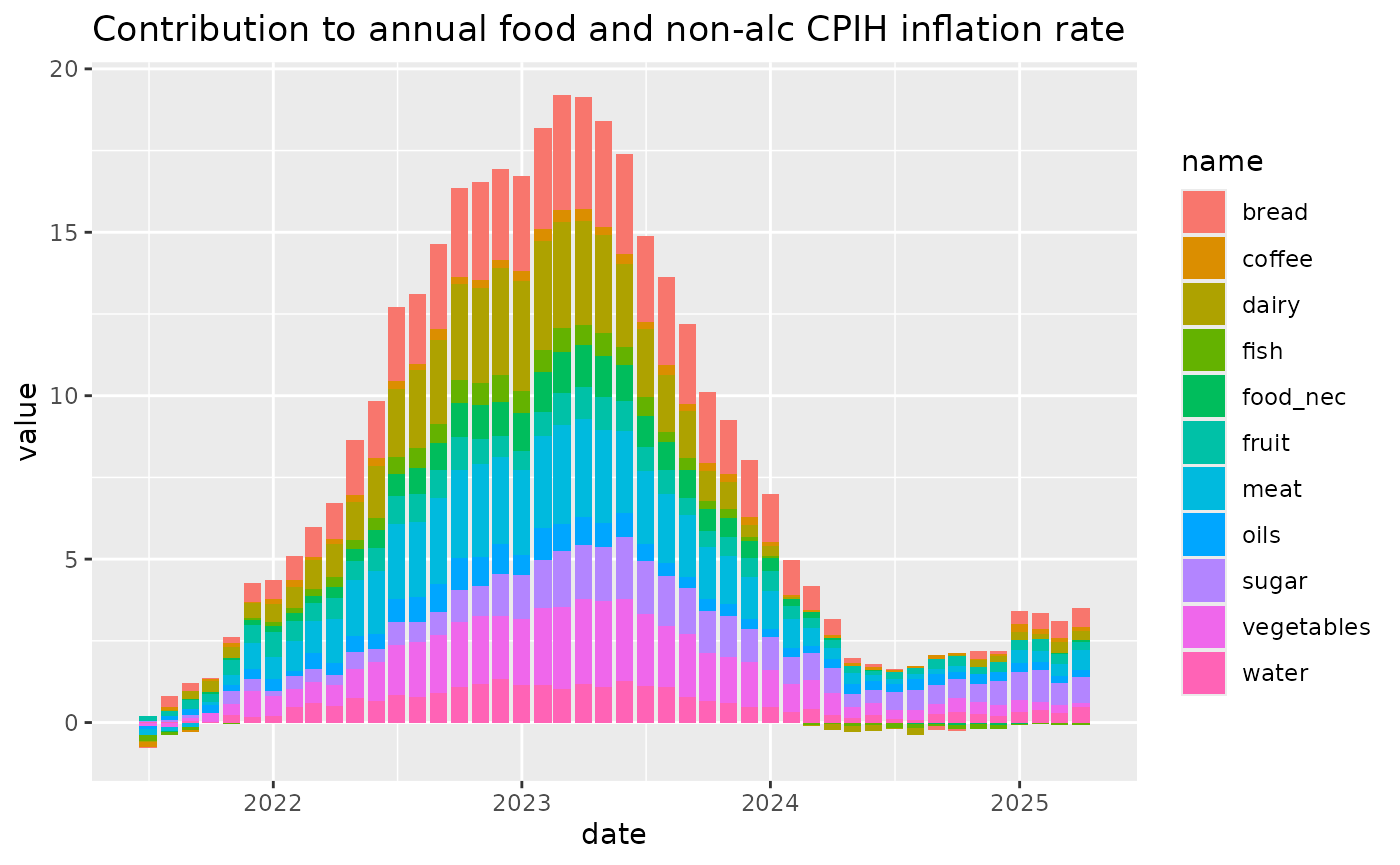 Contribution to annual food and non-alc CPIH inflation rate
20
15
10
5
0
value
2022
2023
2024
2025
date
name
bread
coffee
dairy
fish
food_nec
fruit
meat
oils
sugar
vegetables
water